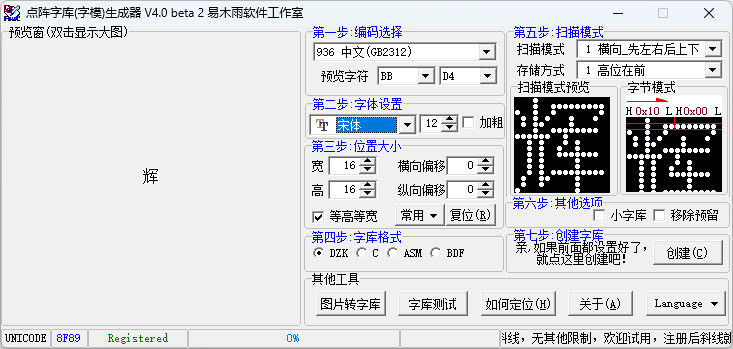 点阵字库(字模)生成器 V4.0 beta 2 易木雨软件工作室
预览窗(双击显示大图)
辉
第一步:编码选择
936 中文(GB2312)
预览字符 BB D4
第二步:字体设置
宋体 12 加粗
第三步:位置大小
宽 16 横向偏移 0
高 16 纵向偏移 0
等高等宽 常用 复位(R)
第四步:字库格式
DZK C ASM BDF
第五步:扫描模式
扫描模式 1 横向_先左右后上下
存储方式 1 高位在前
扫描模式预览
字节模式
H 0x10 L H 0x00 L
第六步:其他选项
小字库 移除预留
第七步:创建字库
亲,如果前面都设置好了,
就点这里创建吧!
创建(C)
其他工具
图片转字库 字库测试 如何定位(H) 关于(A) Language
UNICODE 8F89 Registered 0% 斜线，无其他限制，欢迎试用，注册后斜线